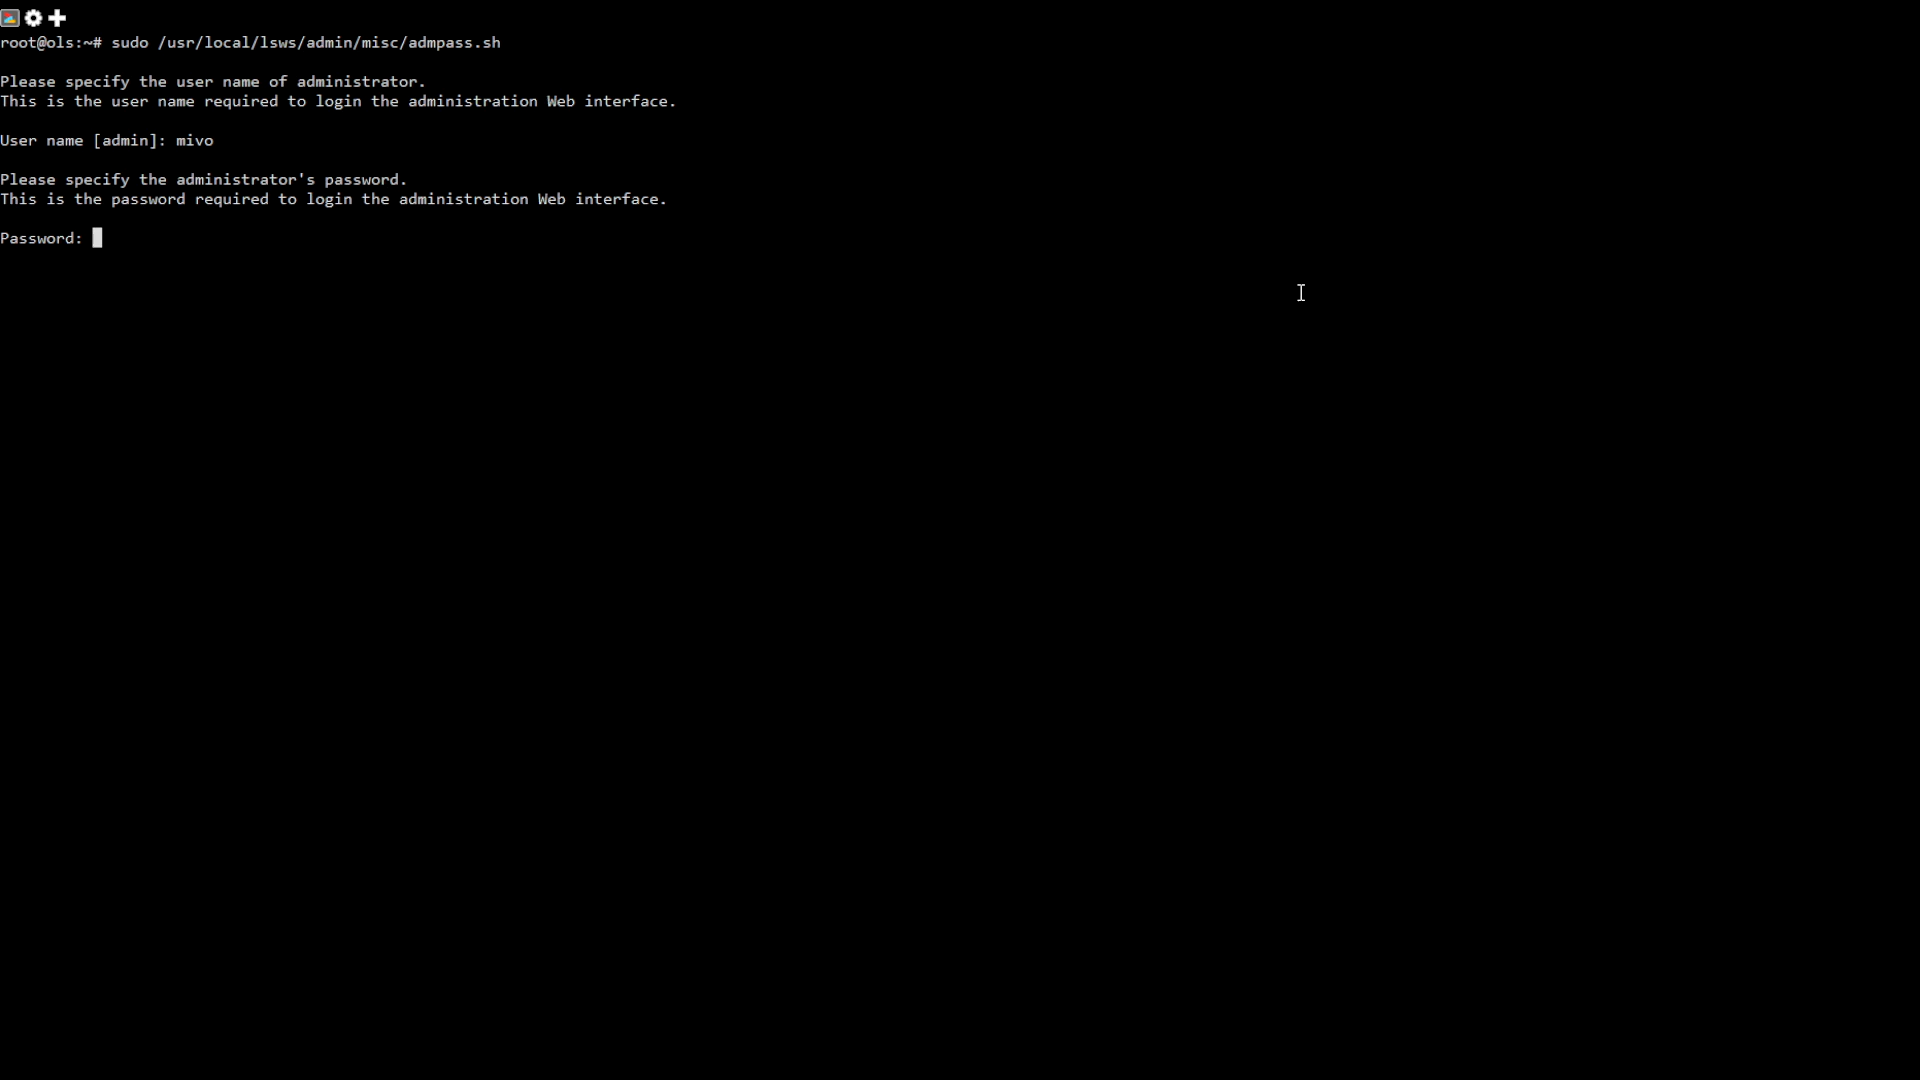 root@ols:~# sudo /usr/local/lsws/admin/misc/admpass.sh
Please specify the user name of administrator.
This is the user name required to login the administration Web interface.
User name [admin]: mivo
Please specify the administrator's password.
This is the password required to login the administration Web interface.
Password: